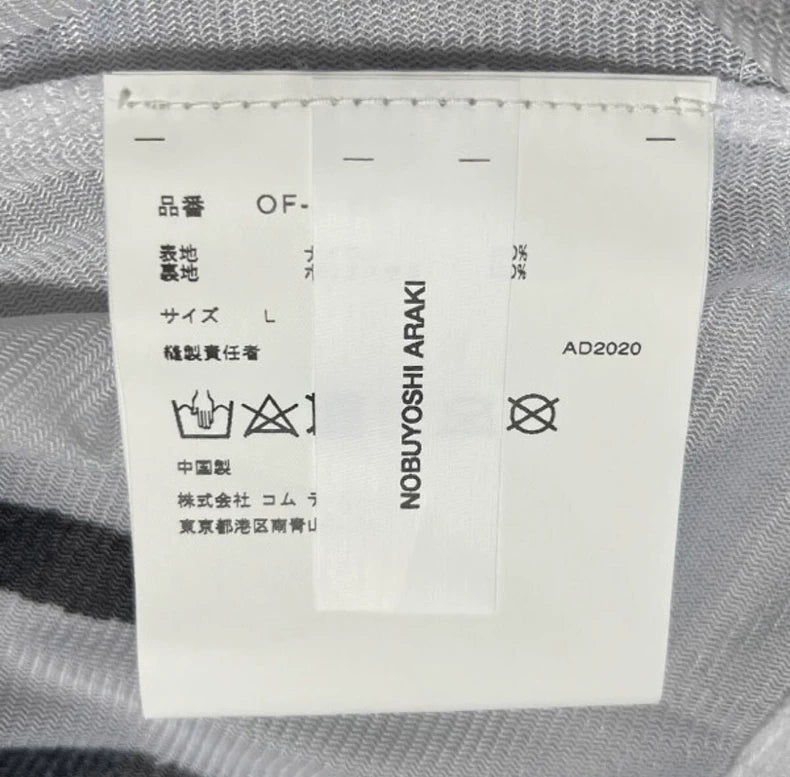 品番 OF-
表地 %
裏地 %
サイズ L
縫製責任者 AD2020
中国製
株式会社 コム
東京都港区南青山
NOBUYOSHI ARAKI